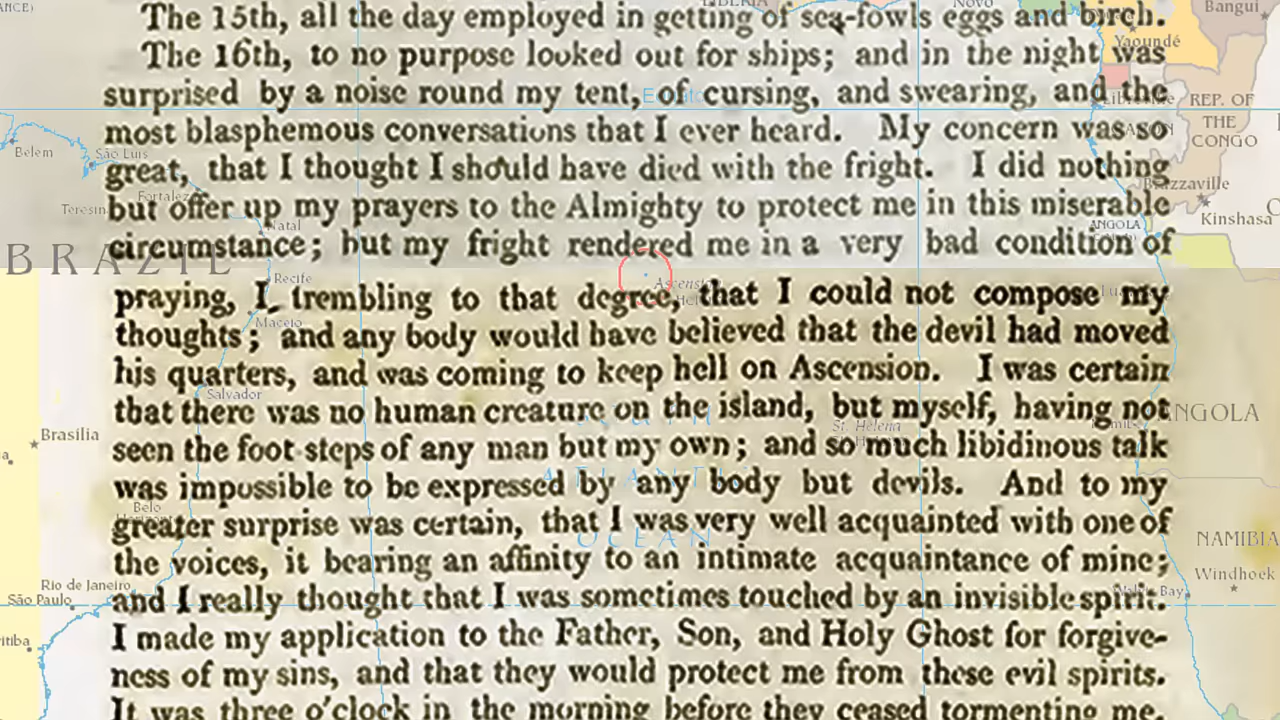 The 15th, all the day employed in getting of sea-fowls eggs and birch.
The 16th, to no purpose looked out for ships; and in the night was
surprised by a noise round my tent, of cursing, and swearing, and the
most blasphemous conversations that I ever heard. My concern was so
great, that I thought I should have died with the fright. I did nothing
but offer up my prayers to the Almighty to protect me in this miserable
circumstance; but my fright rendered me in a very bad condition of
praying, I trembling to that degree, that I could not compose my
thoughts; and any body would have believed that the devil had moved
his quarters, and was coming to keep hell on Ascension. I was certain
that there was no human creature on the island, but myself, having not
seen the foot steps of any man but my own; and so much libidinous talk
was impossible to be expressed by any body but devils. And to my
greater surprise was certain, that I was very well acquainted with one of
the voices, it bearing an affinity to an intimate acquaintance of mine;
and I really thought that I was sometimes touched by an invisible spirit.
I made my application to the Father, Son, and Holy Ghost for forgive-
ness of my sins, and that they would protect me from these evil spirits.
It was three o'clock in the morning before they ceased tormenting me.
LIBERIA
Bangui
Yaoundé
REP. OF
THE
CONGO
Belem
São Luis
Fortaleza
Natal
Brazzaville
Kinshasa
ANGOLA
BRAZIL
Recife
Maceio
Ascension
Salvador
Brasília
St. Helena
ANGOLA
SOUTH
ATLANTIC
OCEAN
Belo
NAMIBIA
Windhoek
Rio de Janeiro
São Paulo